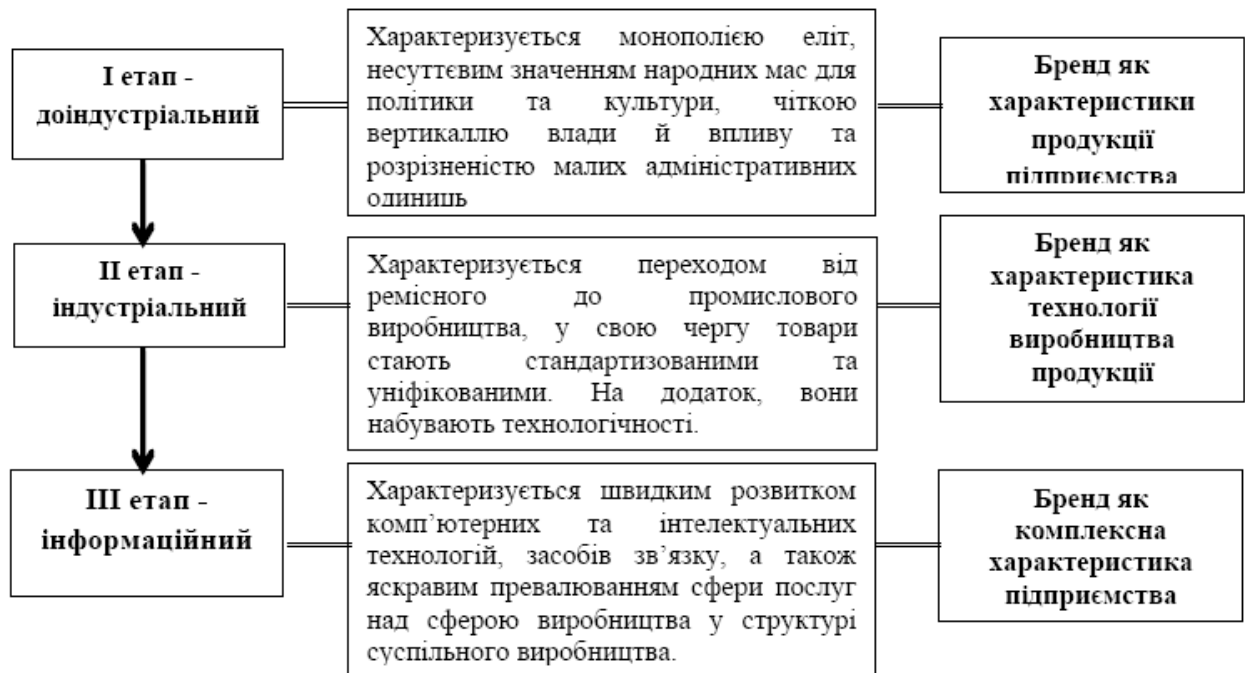 I етап -
доіндустріальний
Характеризується монополією еліт,
несуттєвим значенням народних мас для
політики та культури, чіткою
вертикаллю влади й впливу та
розрізненістю малих адміністративних
одиниць
Бренд як
характеристики
продукції
підприємства
II етап -
індустріальний
Характеризується переходом від
ремісного до промислового
виробництва, у свою чергу товари
стають стандартизованими та
уніфікованими. На додаток, вони
набувають технологічності.
Бренд як
характеристика
технології
виробництва
продукції
III етап -
інформаційний
Характеризується швидким розвитком
комп’ютерних та інтелектуальних
технологій, засобів зв’язку, а також
яскравим превалюванням сфери послуг
над сферою виробництва у структурі
суспільного виробництва.
Бренд як
комплексна
характеристика
підприємства